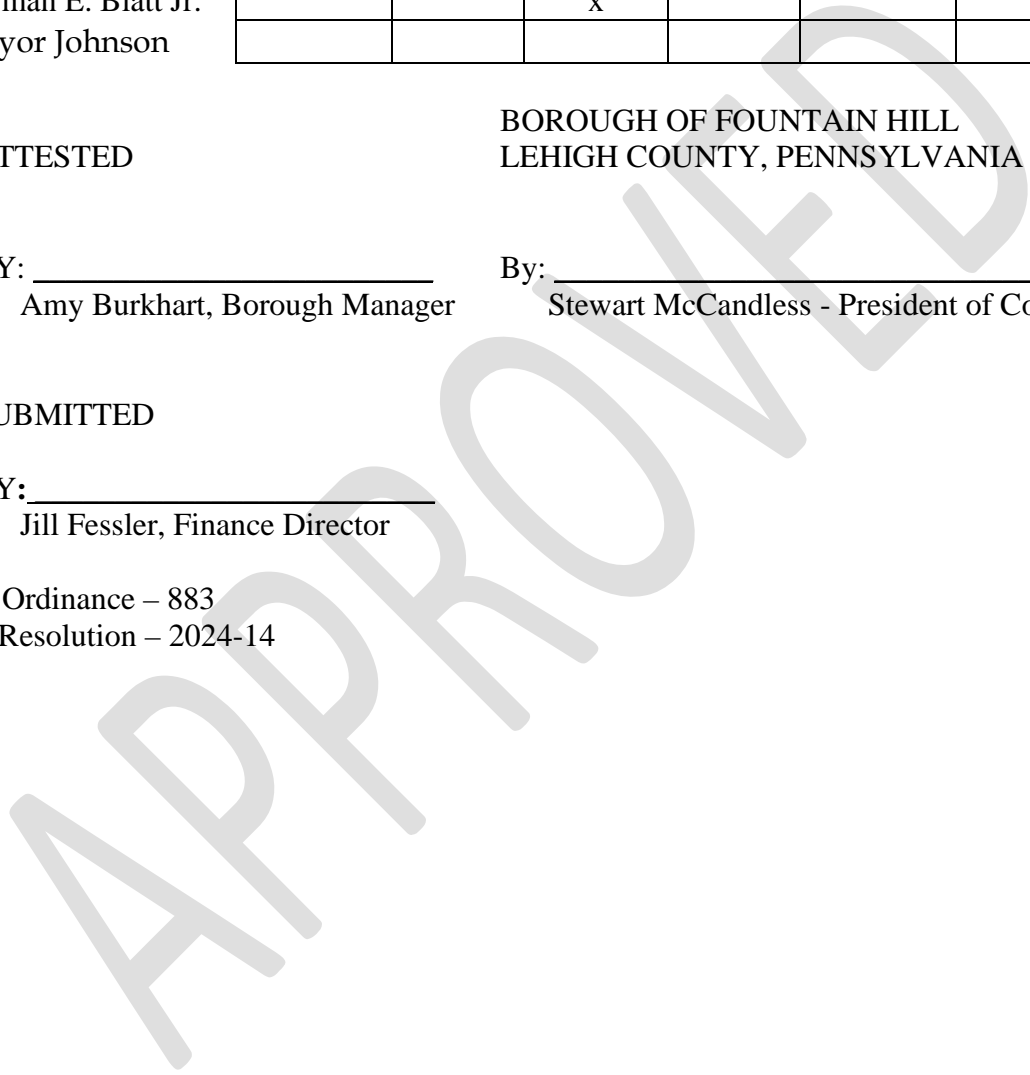 man E. Blatt Jr. x
yor Johnson
BOROUGH OF FOUNTAIN HILL
TTESTED LEHIGH COUNTY, PENNSYLVANIA
Y: By:
Amy Burkhart, Borough Manager Stewart McCandless - President of Co
UBMITTED
Y:
Jill Fessler, Finance Director
Ordinance – 883
Resolution – 2024-14
APPROVED